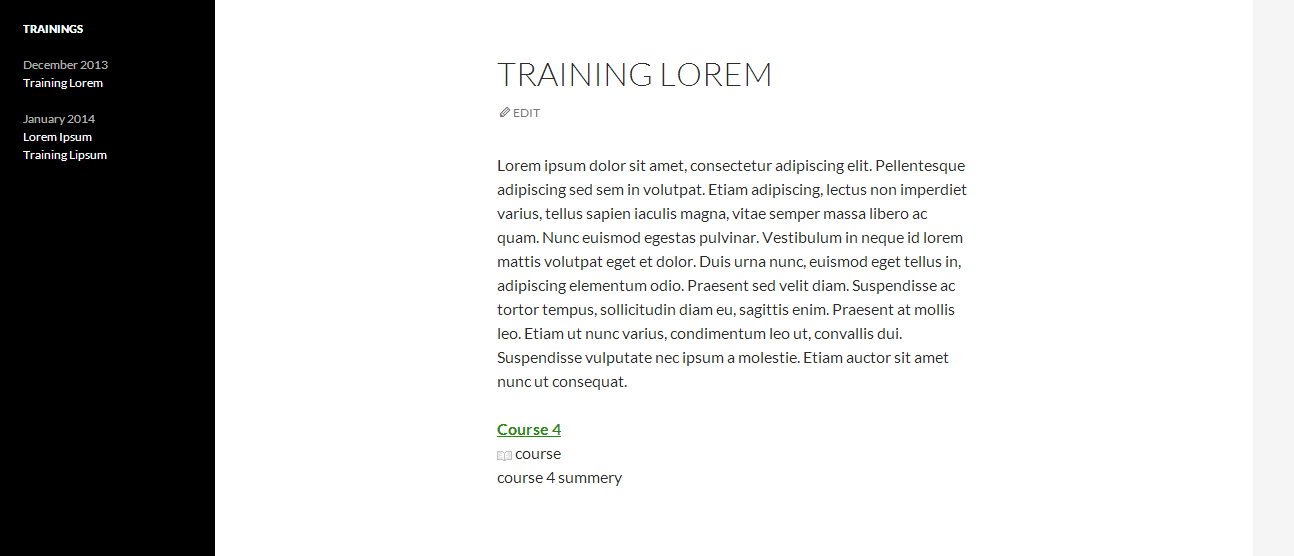 TRAININGS
December 2013
Training Lorem
January 2014
Lorem Ipsum
Training Lipsum
TRAINING LOREM
EDIT
Lorem ipsum dolor sit amet, consectetur adipiscing elit. Pellentesque
adipiscing sed sem in volutpat. Etiam adipiscing, lectus non imperdiet
varius, tellus sapien iaculis magna, vitae semper massa libero ac
quam. Nunc euismod egestas pulvinar. Vestibulum in neque id lorem
mattis volutpat eget et dolor. Duis urna nunc, euismod eget tellus in,
adipiscing elementum odio. Praesent sed velit diam. Suspendisse ac
tortor tempus, sollicitudin diam eu, sagittis enim. Praesent at mollis
leo. Etiam ut nunc varius, condimentum leo ut, convallis dui.
Suspendisse vulputate nec ipsum a molestie. Etiam auctor sit amet
nunc ut consequat.
Course 4
course
course 4 summery